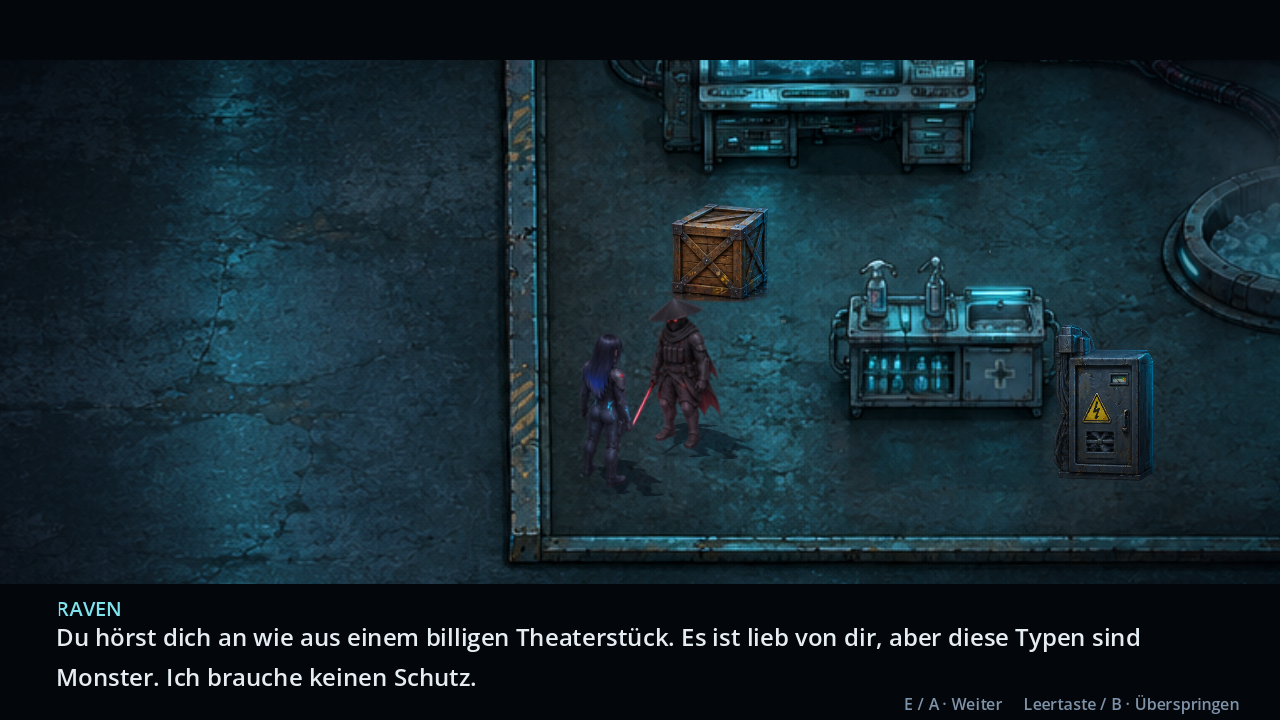 RAVEN
Du hörst dich an wie aus einem billigen Theaterstück. Es ist lieb von dir, aber diese Typen sind
Monster. Ich brauche keinen Schutz.
E / A · Weiter Leertaste / B · Überspringen